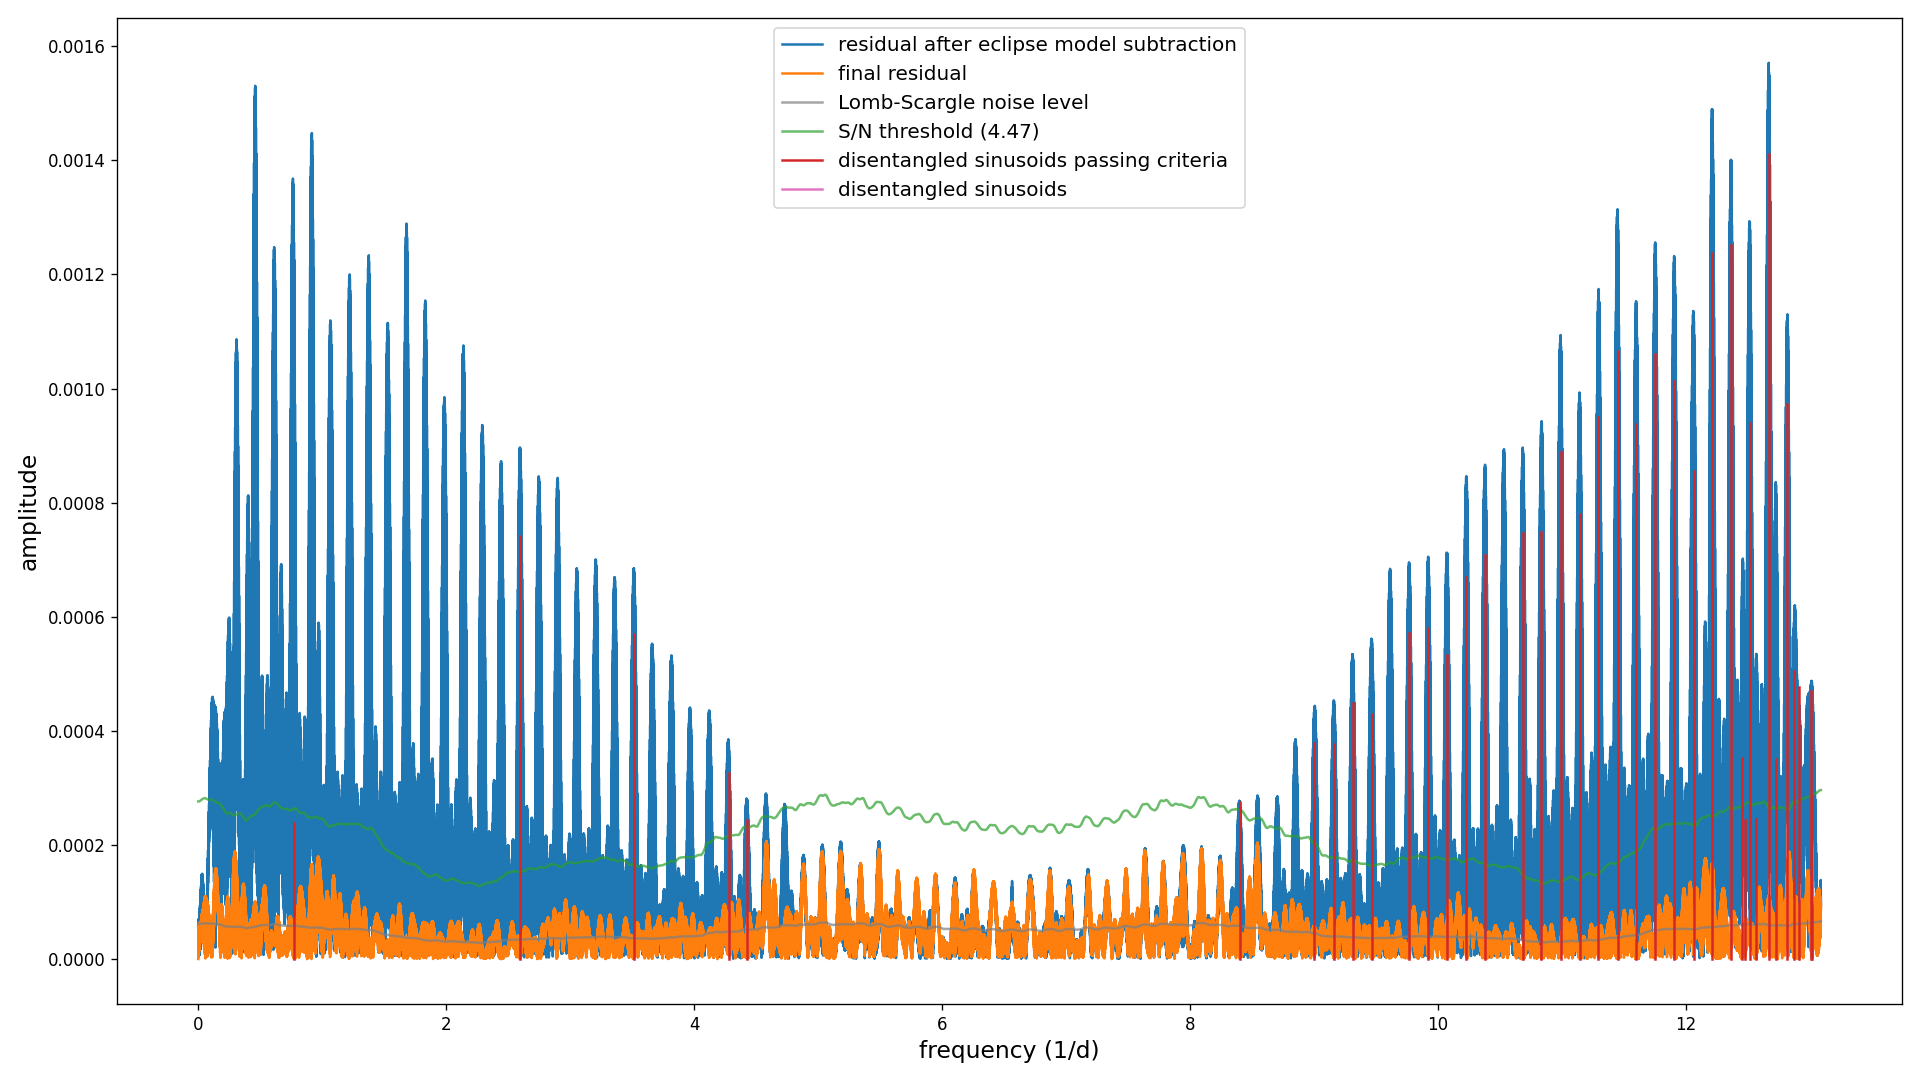 0.0016
0.0014
0.0012
0.0010
0.0008
0.0006
0.0004
0.0002
0.0000
amplitude
residual after eclipse model subtraction
final residual
Lomb-Scargle noise level
S/N threshold (4.47)
disentangled sinusoids passing criteria
disentangled sinusoids
0 2 4 6 8 10 12
frequency (1/d)